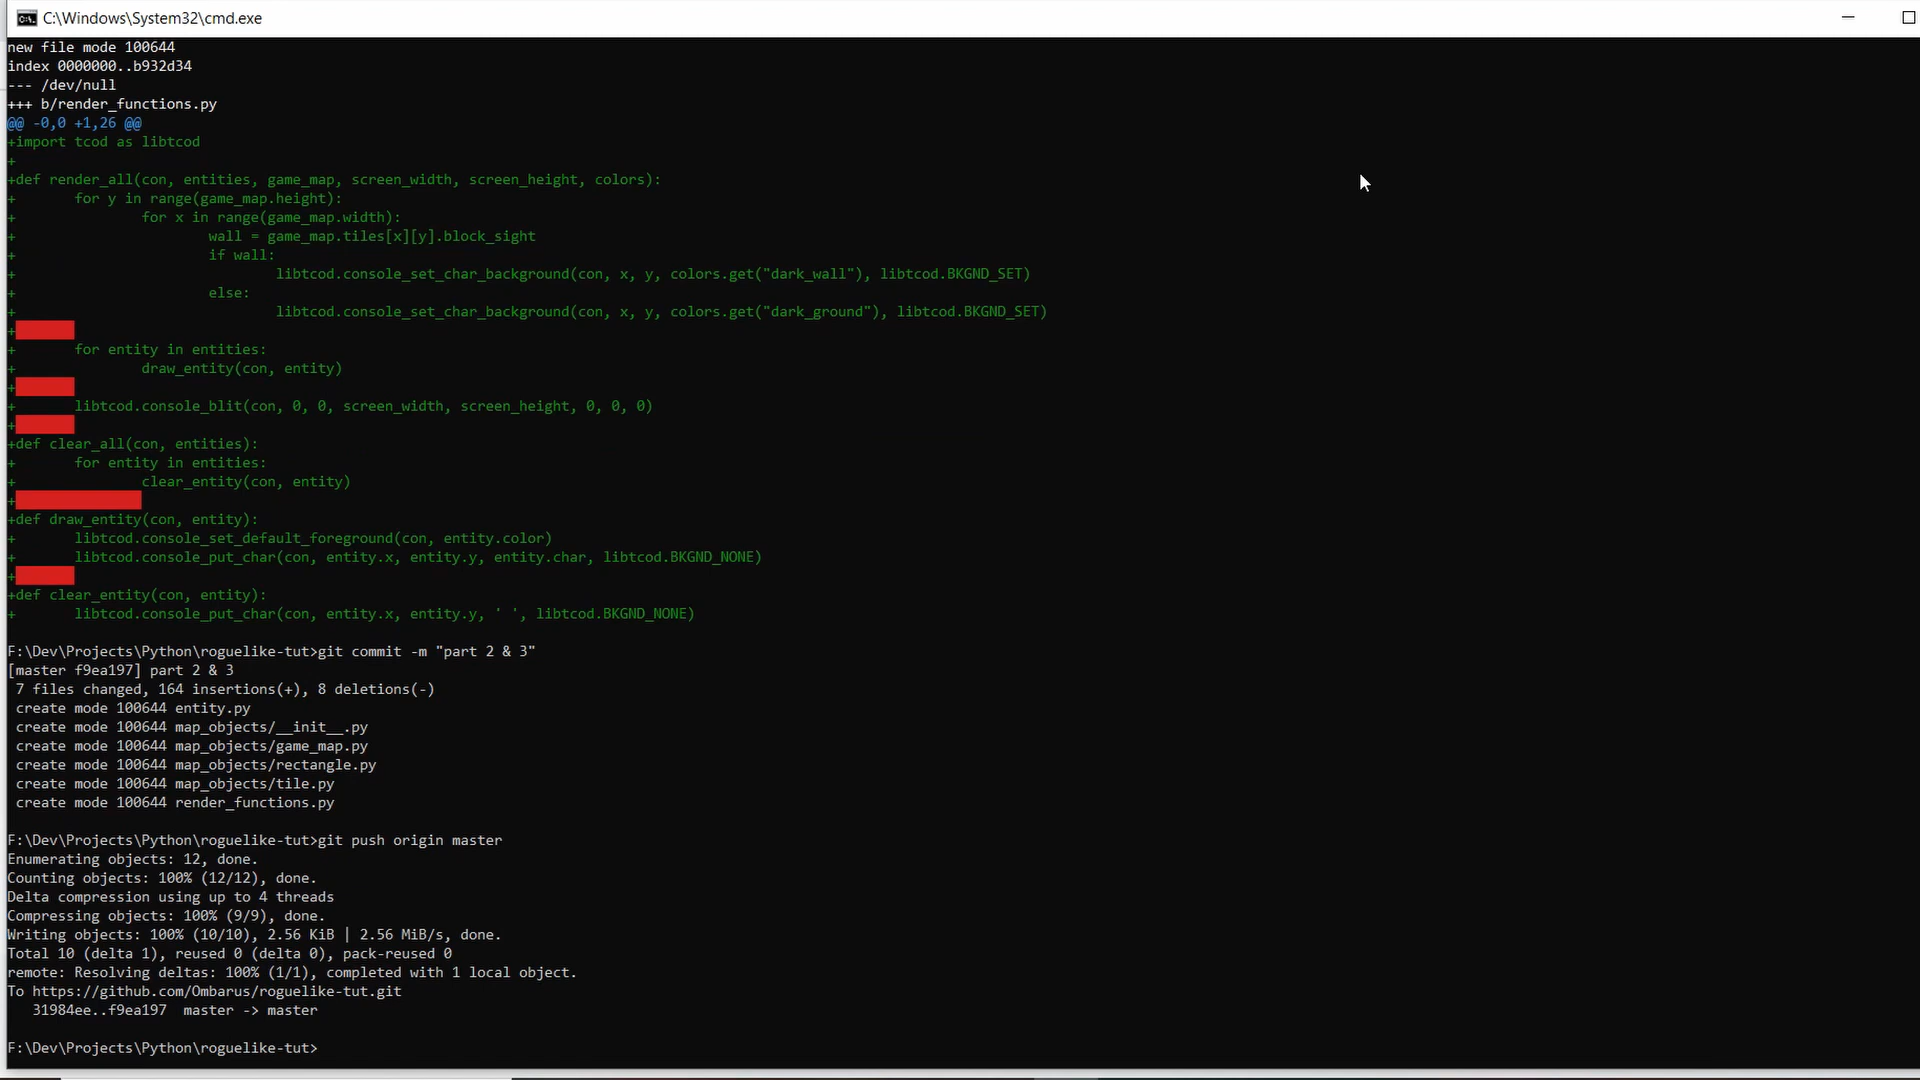 C:\Windows\System32\cmd.exe
new file mode 100644
index 0000000..b932d34
--- /dev/null
+++ b/render_functions.py
@@ -0,0 +1,26 @@
+import tcod as libtcod
+
+def render_all(con, entities, game_map, screen_width, screen_height, colors):
+       for y in range(game_map.height):
+               for x in range(game_map.width):
+                       wall = game_map.tiles[x][y].block_sight
+                       if wall:
+                               libtcod.console_set_char_background(con, x, y, colors.get("dark_wall"), libtcod.BKGND_SET)
+                       else:
+                               libtcod.console_set_char_background(con, x, y, colors.get("dark_ground"), libtcod.BKGND_SET)
+
+       for entity in entities:
+               draw_entity(con, entity)
+
+       libtcod.console_blit(con, 0, 0, screen_width, screen_height, 0, 0, 0)
+
+def clear_all(con, entities):
+       for entity in entities:
+               clear_entity(con, entity)
+
+def draw_entity(con, entity):
+       libtcod.console_set_default_foreground(con, entity.color)
+       libtcod.console_put_char(con, entity.x, entity.y, entity.char, libtcod.BKGND_NONE)
+
+def clear_entity(con, entity):
+       libtcod.console_put_char(con, entity.x, entity.y, ' ', libtcod.BKGND_NONE)
F:\Dev\Projects\Python\roguelike-tut>git commit -m "part 2 & 3"
[master f9ea197] part 2 & 3
 7 files changed, 164 insertions(+), 8 deletions(-)
 create mode 100644 entity.py
 create mode 100644 map_objects/__init__.py
 create mode 100644 map_objects/game_map.py
 create mode 100644 map_objects/rectangle.py
 create mode 100644 map_objects/tile.py
 create mode 100644 render_functions.py
F:\Dev\Projects\Python\roguelike-tut>git push origin master
Enumerating objects: 12, done.
Counting objects: 100% (12/12), done.
Delta compression using up to 4 threads
Compressing objects: 100% (9/9), done.
Writing objects: 100% (10/10), 2.56 KiB | 2.56 MiB/s, done.
Total 10 (delta 1), reused 0 (delta 0), pack-reused 0
remote: Resolving deltas: 100% (1/1), completed with 1 local object.
To https://github.com/Ombarus/roguelike-tut.git
   31984ee..f9ea197  master -> master
F:\Dev\Projects\Python\roguelike-tut>